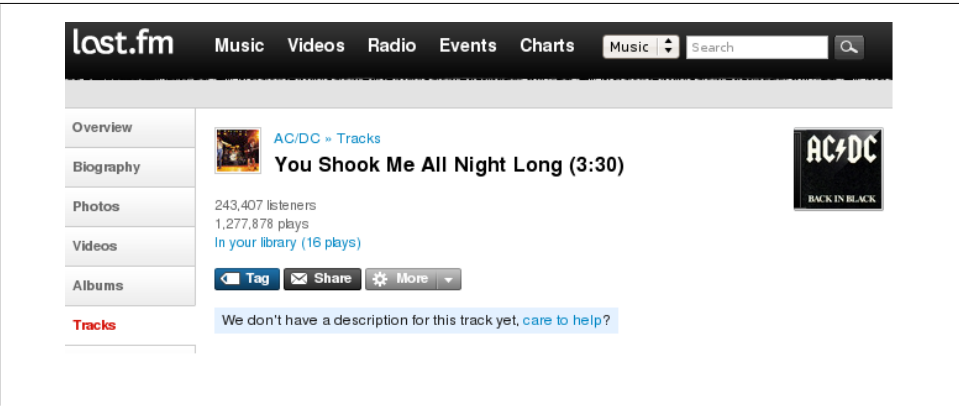 last.fm Music Videos Radio Events Charts Music Search
Overview
Biography
Photos
Videos
Albums
Tracks
AC/DC » Tracks
You Shook Me All Night Long (3:30)
243,407 listeners
1,277,878 plays
In your library (16 plays)
Tag Share More
We don't have a description for this track yet, care to help?
AC⚡DC
BACK IN BLACK